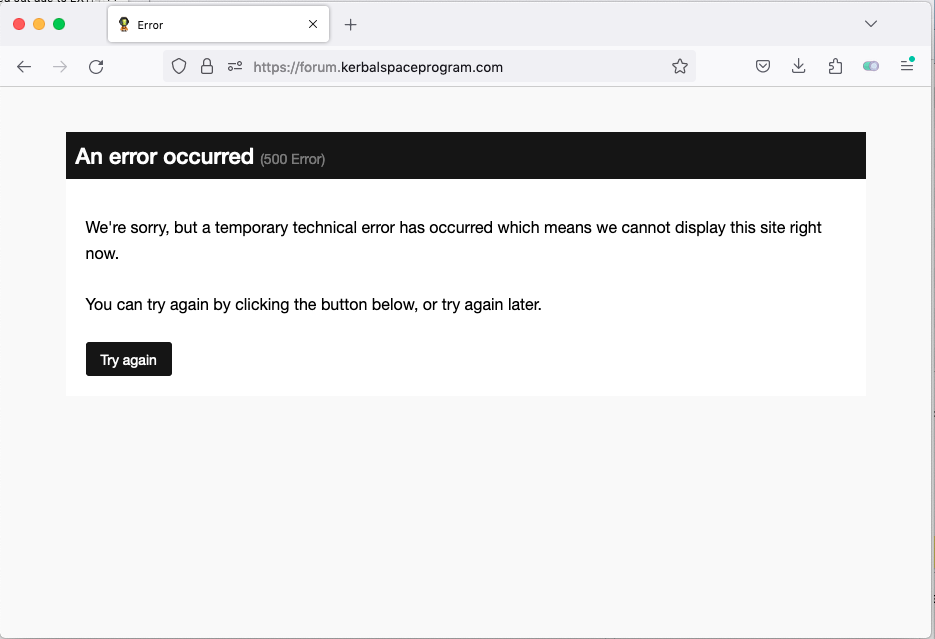 Error
https://forum.kerbalspaceprogram.com
An error occurred (500 Error)
We're sorry, but a temporary technical error has occurred which means we cannot display this site right
now.
You can try again by clicking the button below, or try again later.
Try again